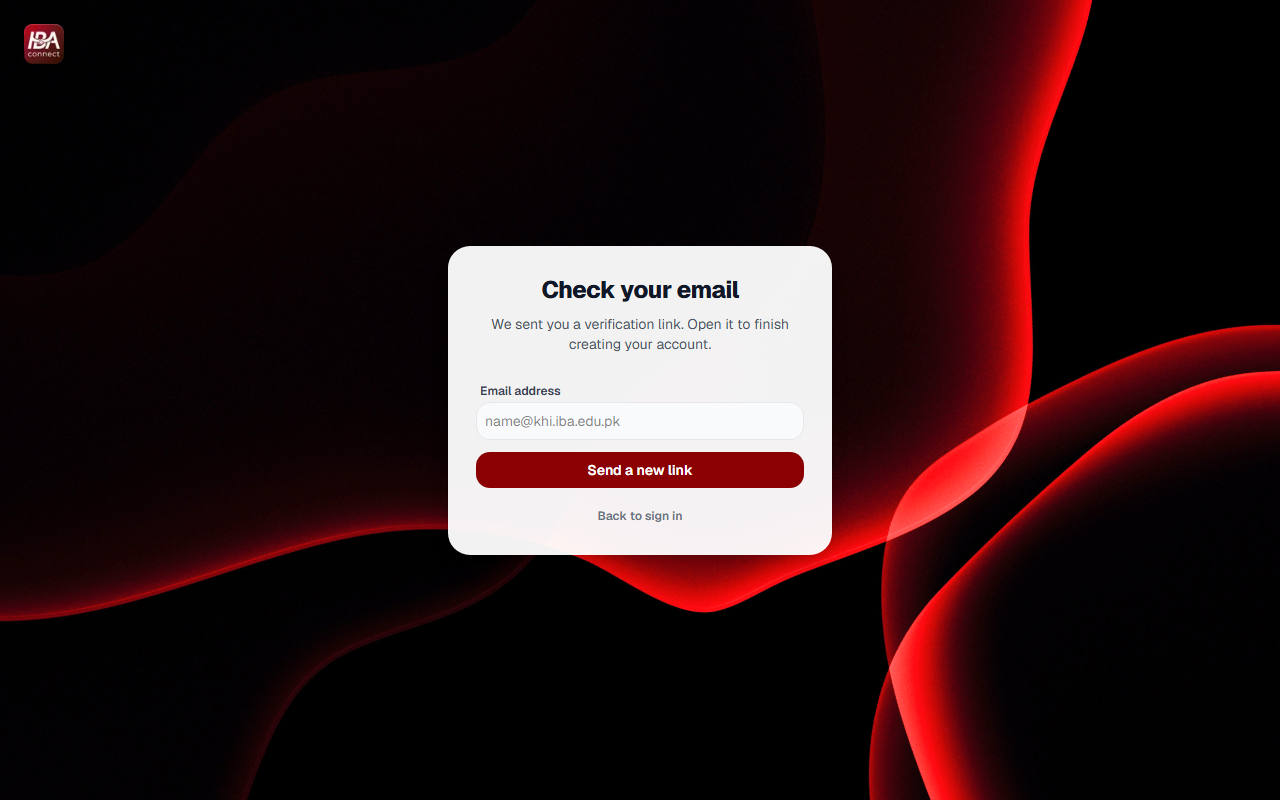 IBA
connect
Check your email
We sent you a verification link. Open it to finish
creating your account.
Email address
name@khi.iba.edu.pk
Send a new link
Back to sign in